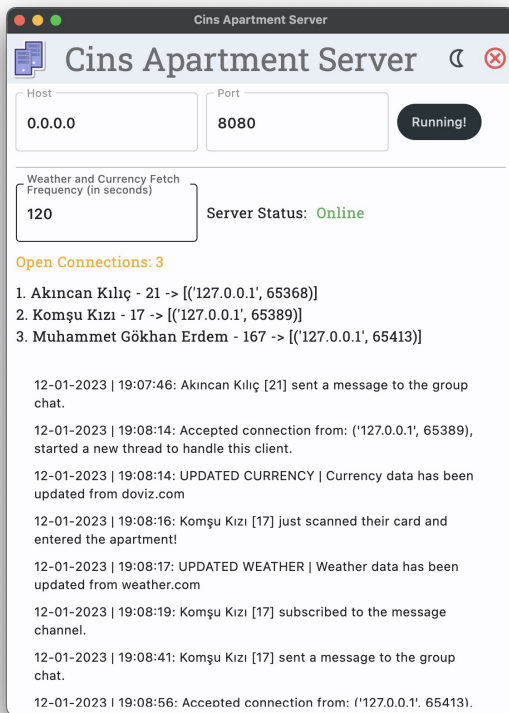 Cins Apartment Server
Cins Apartment Server
Host
Port
0.0.0.0
8080
Running!
Weather and Currency Fetch
Frequency (in seconds)
120
Server Status: Online
Open Connections: 3
1. Akıncan Kılıç - 21 -> [('127.0.0.1', 65368)]
2. Komşu Kızı - 17 -> [('127.0.0.1', 65389)]
3. Muhammet Gökhan Erdem - 167 -> [('127.0.0.1', 65413)]
12-01-2023 | 19:07:46: Akıncan Kılıç [21] sent a message to the group
chat.
12-01-2023 | 19:08:14: Accepted connection from: ('127.0.0.1', 65389),
started a new thread to handle this client.
12-01-2023 | 19:08:14: UPDATED CURRENCY | Currency data has been
updated from doviz.com
12-01-2023 | 19:08:16: Komşu Kızı [17] just scanned their card and
entered the apartment!
12-01-2023 | 19:08:17: UPDATED WEATHER | Weather data has been
updated from weather.com
12-01-2023 | 19:08:19: Komşu Kızı [17] subscribed to the message
channel.
12-01-2023 | 19:08:41: Komşu Kızı [17] sent a message to the group
chat.
12-01-2023 | 19:08:56: Accepted connection from: ('127.0.0.1', 65413),